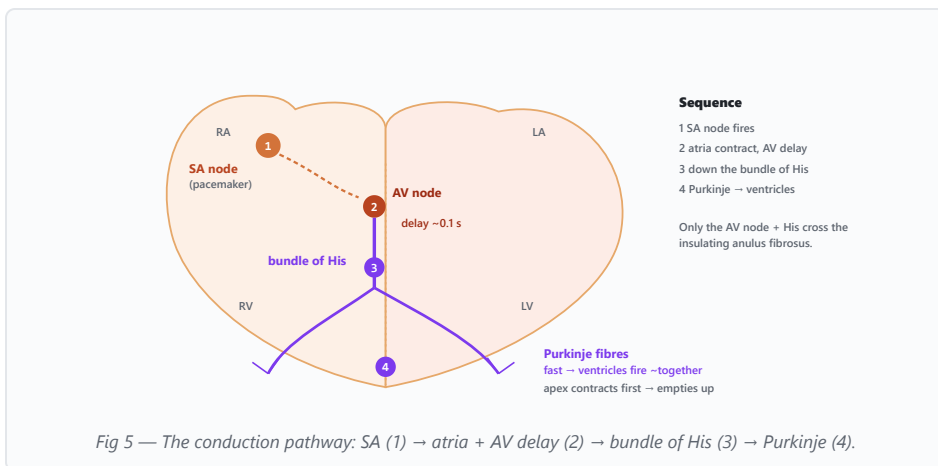 RA
LA
1
SA node
(pacemaker)
AV node
2
delay ~0.1 s
bundle of His
3
RV
LV
4
Purkinje fibres
fast → ventricles fire ~together
apex contracts first → empties up
Sequence
1 SA node fires
2 atria contract, AV delay
3 down the bundle of His
4 Purkinje → ventricles
Only the AV node + His cross the
insulating anulus fibrosus.
Fig 5 — The conduction pathway: SA (1) → atria + AV delay (2) → bundle of His (3) → Purkinje (4).